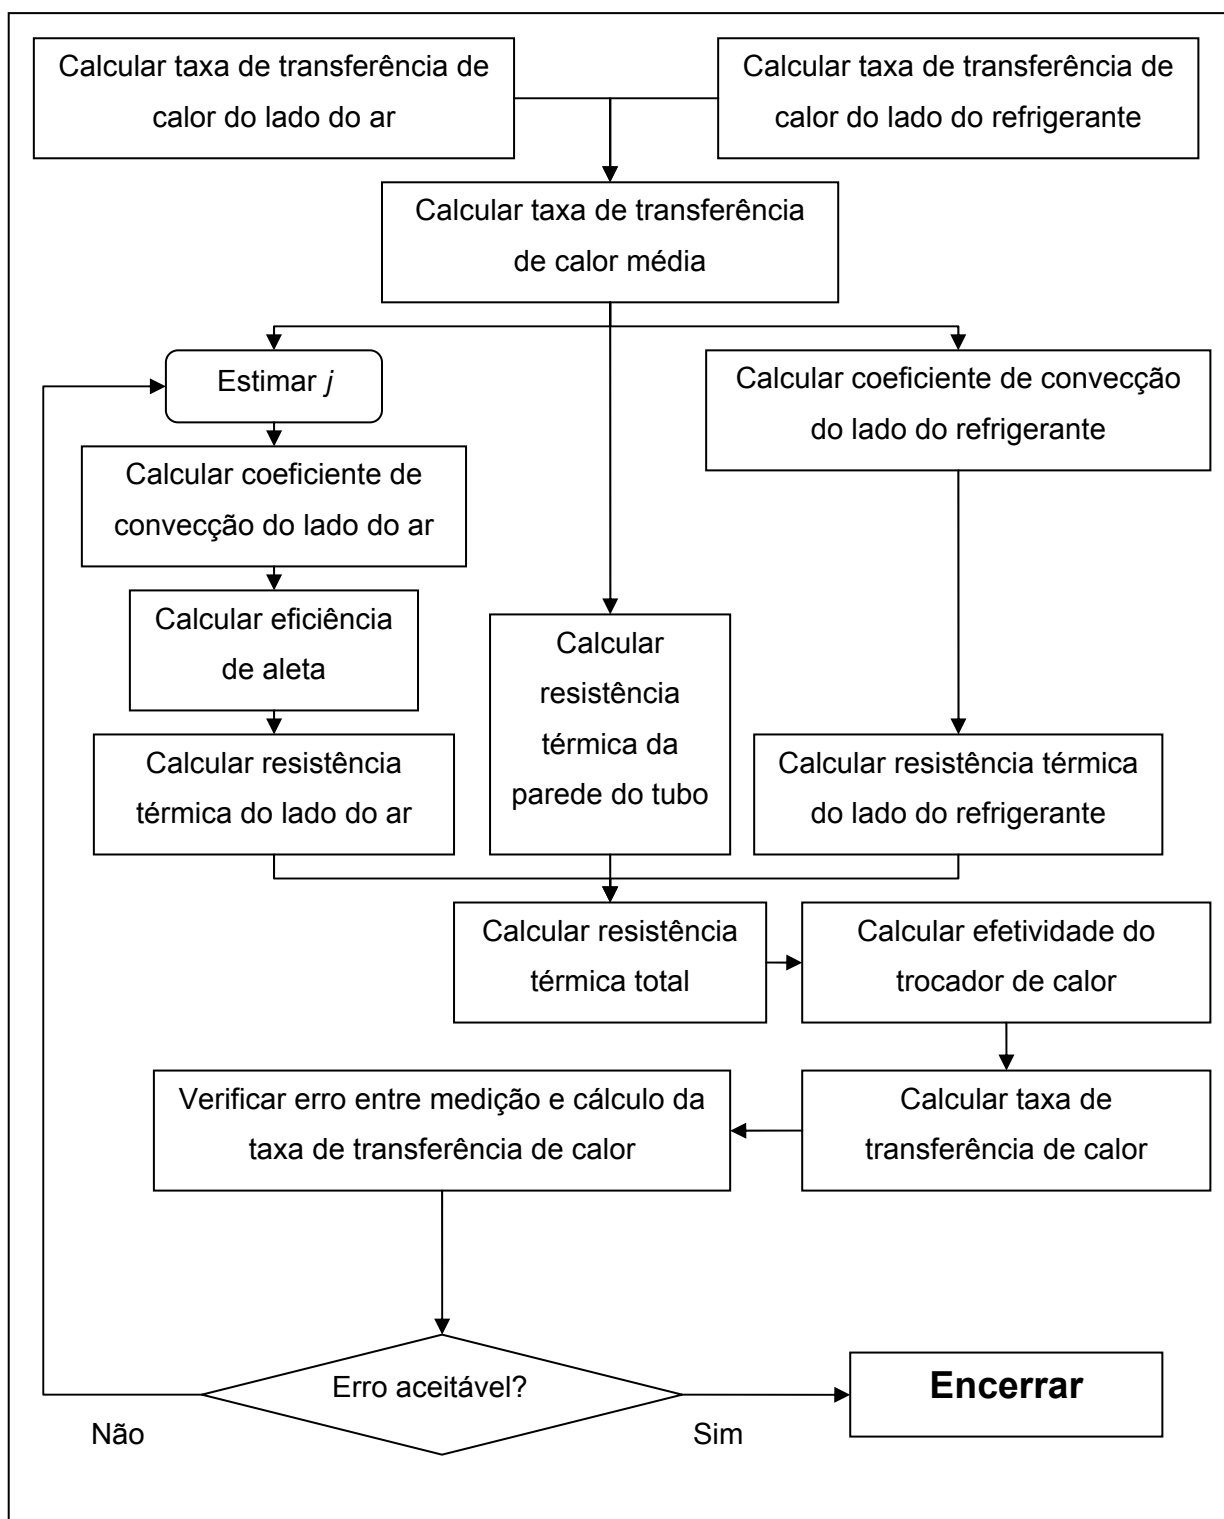 Calcular taxa de transferência de
calor do lado do ar
Calcular taxa de transferência de
calor do lado do refrigerante
Calcular taxa de transferência
de calor média
Estimar j
Calcular coeficiente de convecção
do lado do refrigerante
Calcular coeficiente de
convecção do lado do ar
Calcular eficiência
de aleta
Calcular
resistência
térmica da
parede do tubo
Calcular resistência
térmica do lado do ar
Calcular resistência térmica
do lado do refrigerante
Calcular resistência
térmica total
Calcular efetividade do
trocador de calor
Verificar erro entre medição e cálculo da
taxa de transferência de calor
Calcular taxa de
transferência de calor
Erro aceitável?
Encerrar
Não
Sim